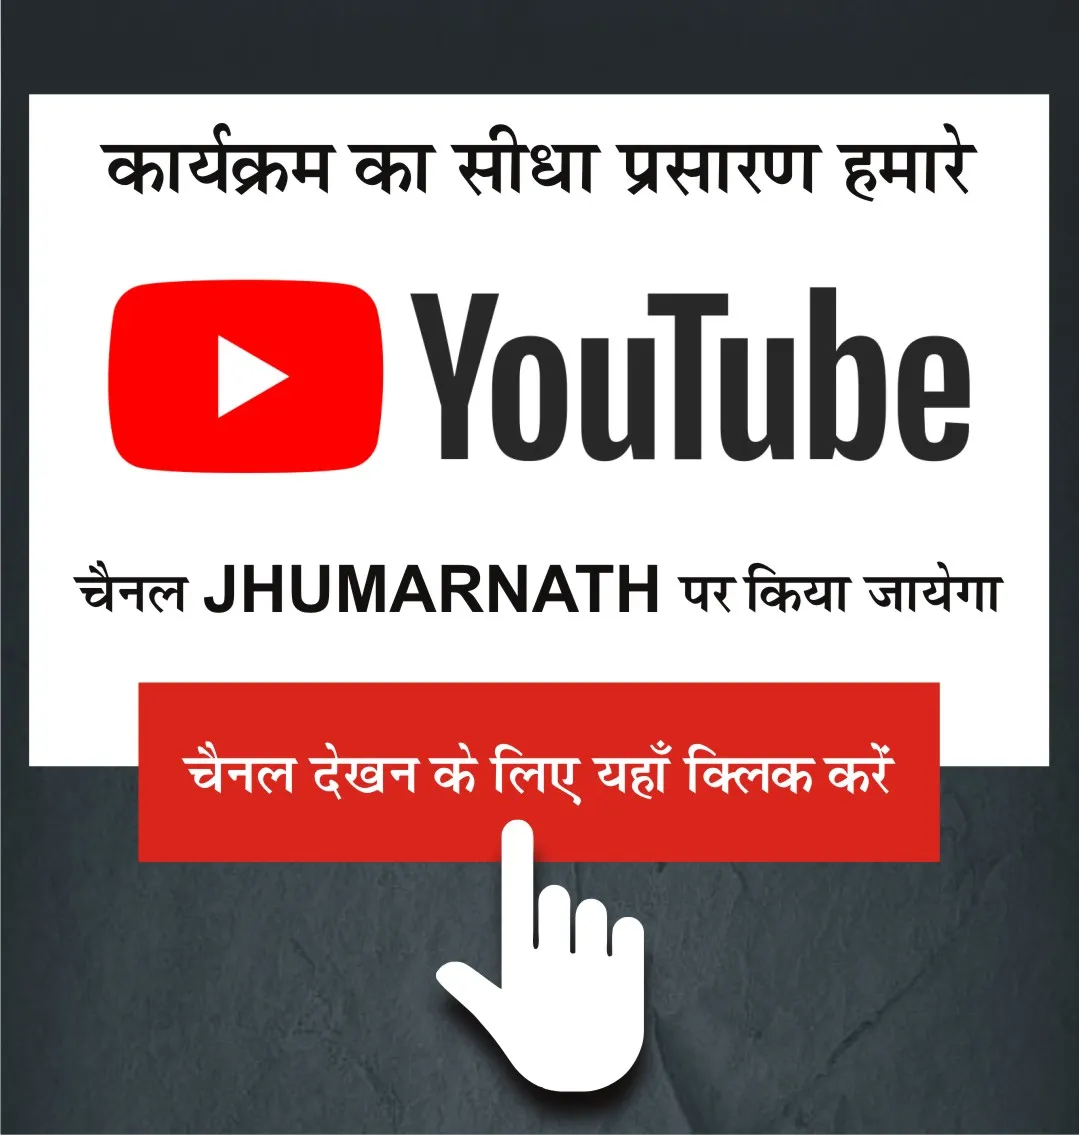 कार्यक्रम का सीधा प्रसारण हमारे
YouTube
चैनल JHUMARNATH पर किया जायेगा
चैनल देखन के लिए यहाँ क्लिक करें